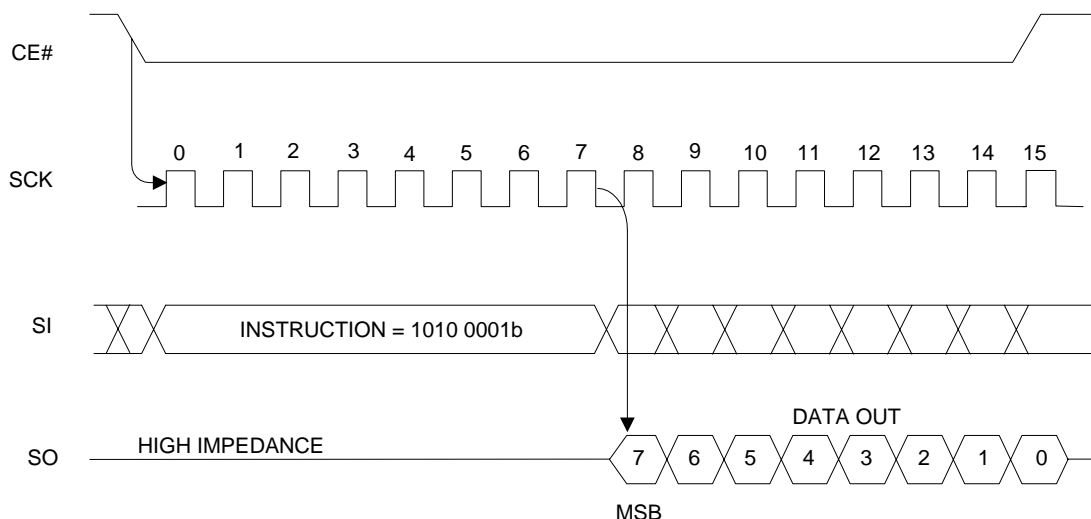 CE#
0 1 2 3 4 5 6 7 8 9 10 11 12 13 14 15
SCK
SI
INSTRUCTION = 1010 0001b
DATA OUT
HIGH IMPEDANCE
SO
7 6 5 4 3 2 1 0
MSB